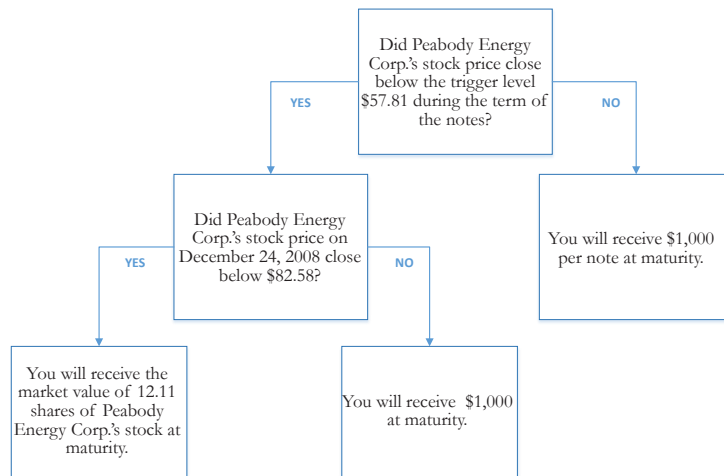 Did Peabody Energy
Corp.'s stock price close
below the trigger level
$57.81 during the term of
the notes?
YES
NO
Did Peabody Energy
Corp.'s stock price on
December 24, 2008 close
below $82.58?
You will receive $1,000
per note at maturity.
YES
NO
You will receive the
market value of 12.11
shares of Peabody
Energy Corp.'s stock at
maturity.
You will receive $1,000
at maturity.